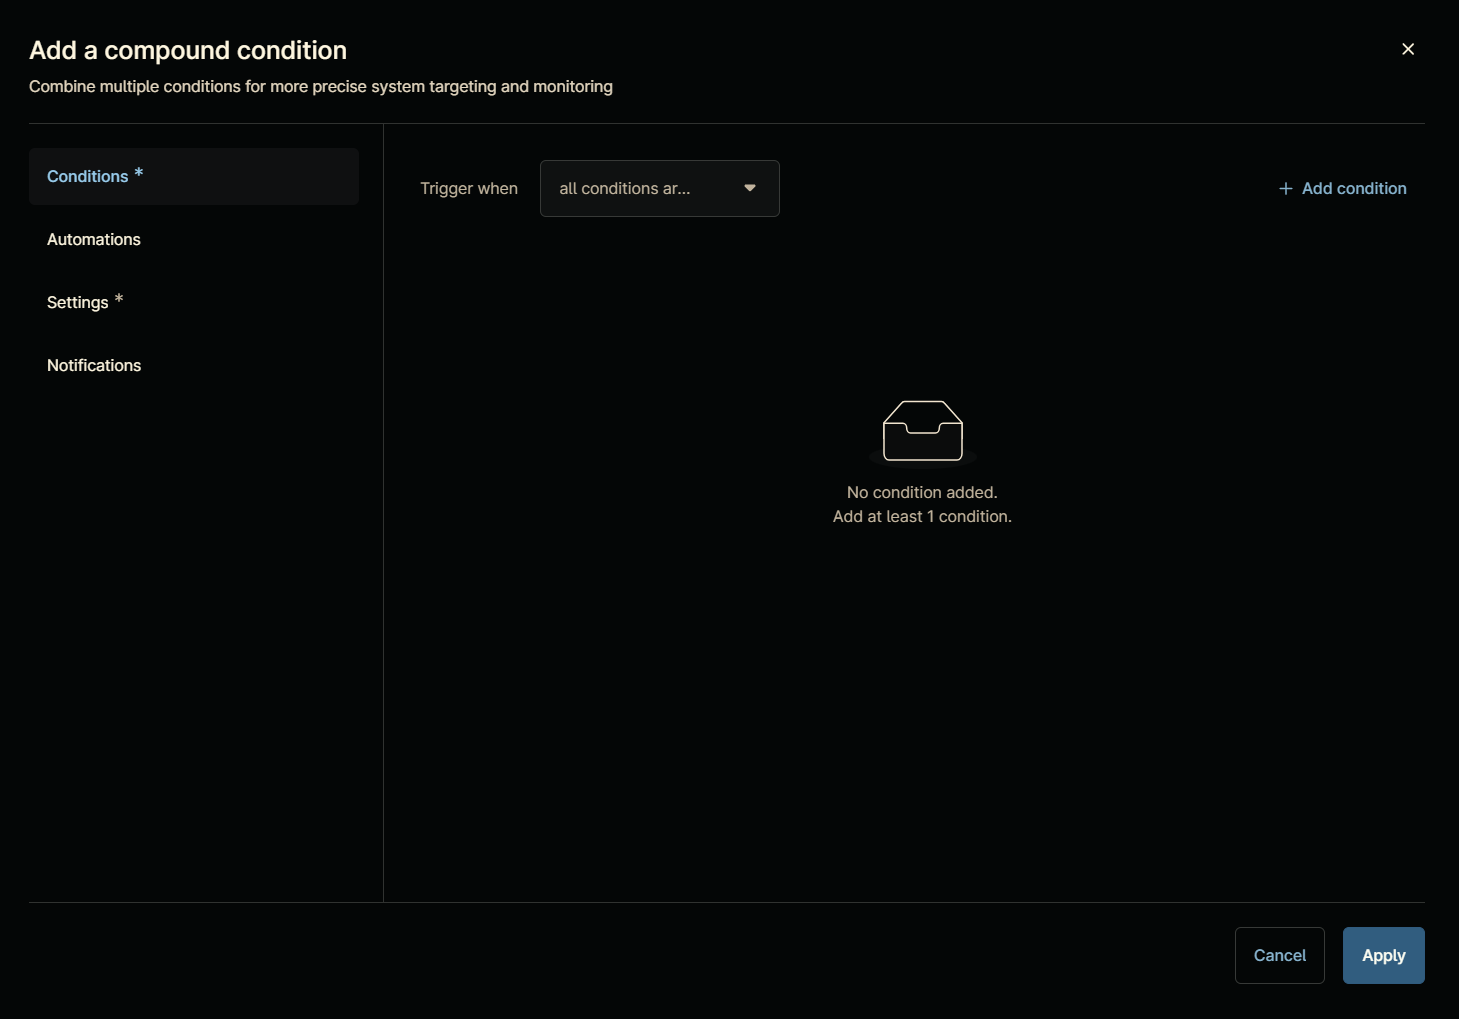 Add a compound condition
Combine multiple conditions for more precise system targeting and monitoring
Conditions *
Automations
Settings *
Notifications
Trigger when
all conditions ar...
+ Add condition
No condition added.
Add at least 1 condition.
Cancel
Apply